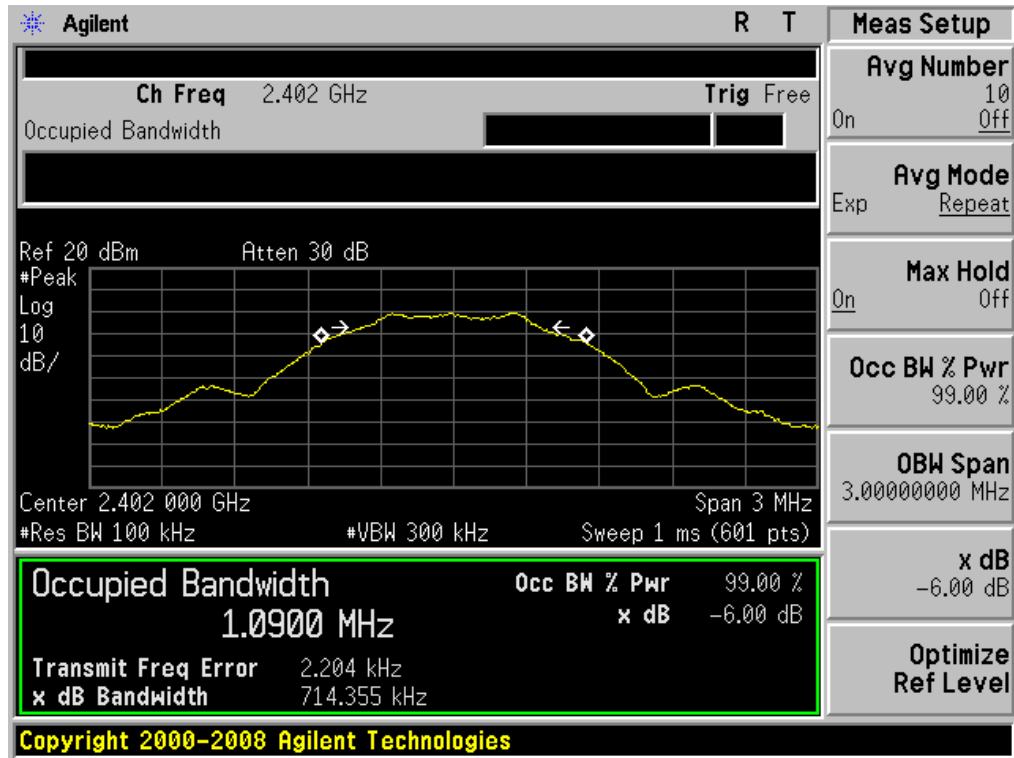 Agilent R T
Ch Freq 2.402 GHz Trig Free
Occupied Bandwidth
Ref 20 dBm Atten 30 dB
#Peak
Log
10
dB/
Center 2.402 000 GHz Span 3 MHz
#Res BW 100 kHz #VBW 300 kHz Sweep 1 ms (601 pts)
Occupied Bandwidth Occ BW % Pwr 99.00 %
1.0900 MHz x dB -6.00 dB
Transmit Freq Error 2.204 kHz
x dB Bandwidth 714.355 kHz
Copyright 2000-2008 Agilent Technologies
Meas Setup
Avg Number
10
On Off
Avg Mode
Exp Repeat
Max Hold
On Off
Occ BW % Pwr
99.00 %
OBW Span
3.00000000 MHz
x dB
-6.00 dB
Optimize
Ref Level